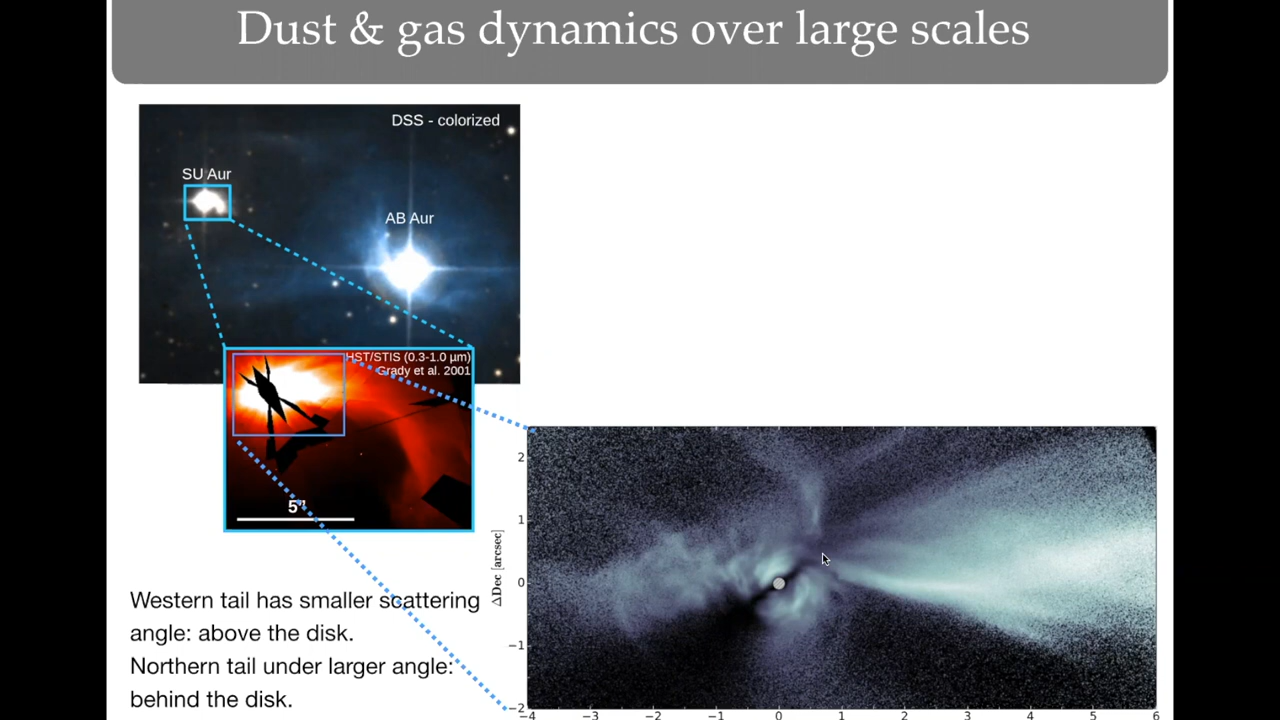 Dust & gas dynamics over large scales
DSS - colorized
SU Aur
AB Aur
HST/STIS (0.3-1.0 µm)
Grady et al. 2001
5”
Western tail has smaller scattering
angle: above the disk.
Northern tail under larger angle:
behind the disk.
ΔDec [arcsec]
2
1
0
−1
−2
−4 −3 −2 −1 0 1 2 3 4 5 6